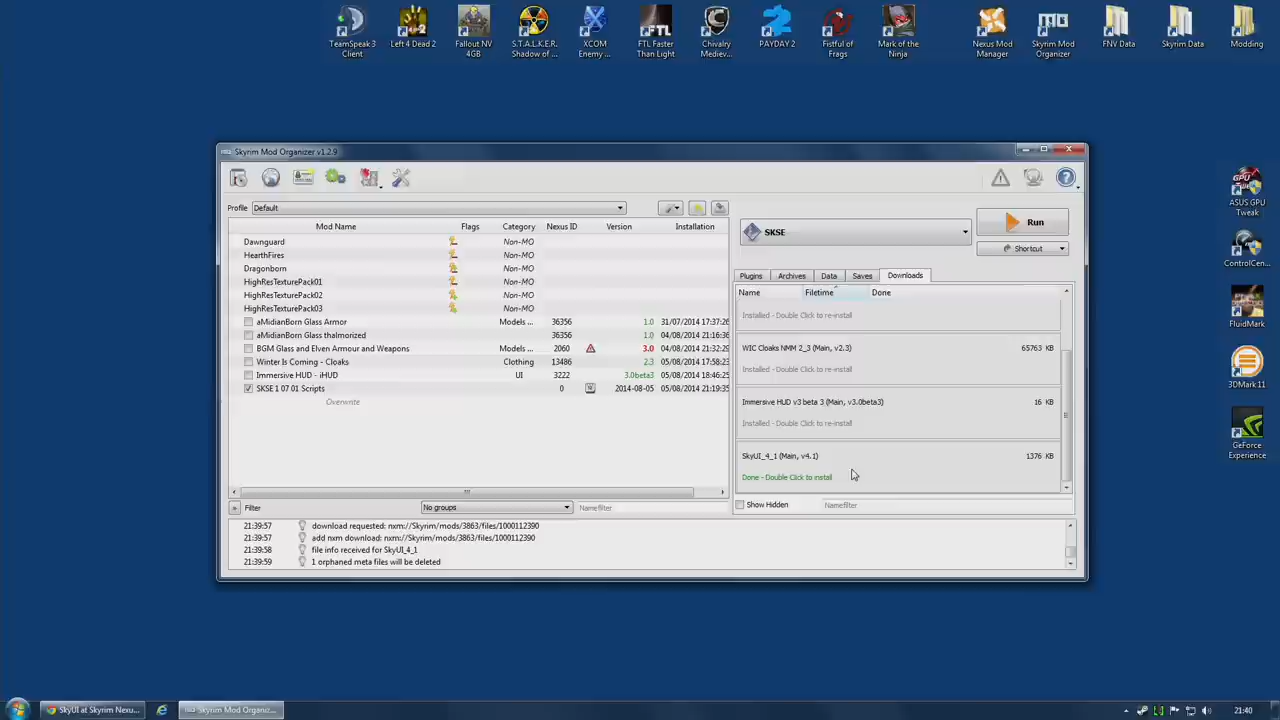 TeamSpeak 3 Client
Left 4 Dead 2
Fallout NV 4GB
S.T.A.L.K.E.R. Shadow of ...
XCOM Enemy ...
FTL Faster Than Light
Chivalry Mediev...
PAYDAY 2
Fistful of Frags
Mark of the Ninja
Nexus Mod Manager
Skyrim Mod Organizer
FNV Data
Skyrim Data
Modding
ASUS GPU Tweak
ControlCen...
FluidMark
3DMark 11
GeForce Experience
Skyrim Mod Organizer v1.2.9
Profile Default
SKSE
Run
Shortcut
Mod Name Flags Category Nexus ID Version Installation
Dawnguard Non-MO
HearthFires Non-MO
Dragonborn Non-MO
HighResTexturePack01 Non-MO
HighResTexturePack02 Non-MO
HighResTexturePack03 Non-MO
aMidianBorn Glass Armor Models ... 36356 1.0 31/07/2014 17:37:26
aMidianBorn Glass thalmorized 36356 1.0 04/08/2014 21:16:36
BGM Glass and Elven Armour and Weapons Models ... 2060 3.0 04/08/2014 21:32:29
Winter Is Coming - Cloaks Clothing 13486 2.3 05/08/2014 17:58:23
Immersive HUD - iHUD UI 3222 3.0beta3 05/08/2014 18:46:25
SKSE 1 07 01 Scripts 0 2014-08-05 05/08/2014 21:19:35
Overwrite
Plugins Archives Data Saves Downloads
Name Filetime Done
Installed - Double Click to re-install
WIC Cloaks NMM 2_3 (Main, v2.3) 65763 KB
Installed - Double Click to re-install
Immersive HUD v3 beta 3 (Main, v3.0beta3) 16 KB
Installed - Double Click to re-install
SkyUI_4_1 (Main, v4.1) 1376 KB
Done - Double Click to install
» Filter No groups Namefilter
Show Hidden Namefilter
21:39:57 download requested: nxm://Skyrim/mods/3863/files/1000112390
21:39:57 add nxm download: nxm://Skyrim/mods/3863/files/1000112390
21:39:58 file info received for SkyUI_4_1
21:39:59 1 orphaned meta files will be deleted
SkyUI at Skyrim Nexu...
Skyrim Mod Organiz...
21:40